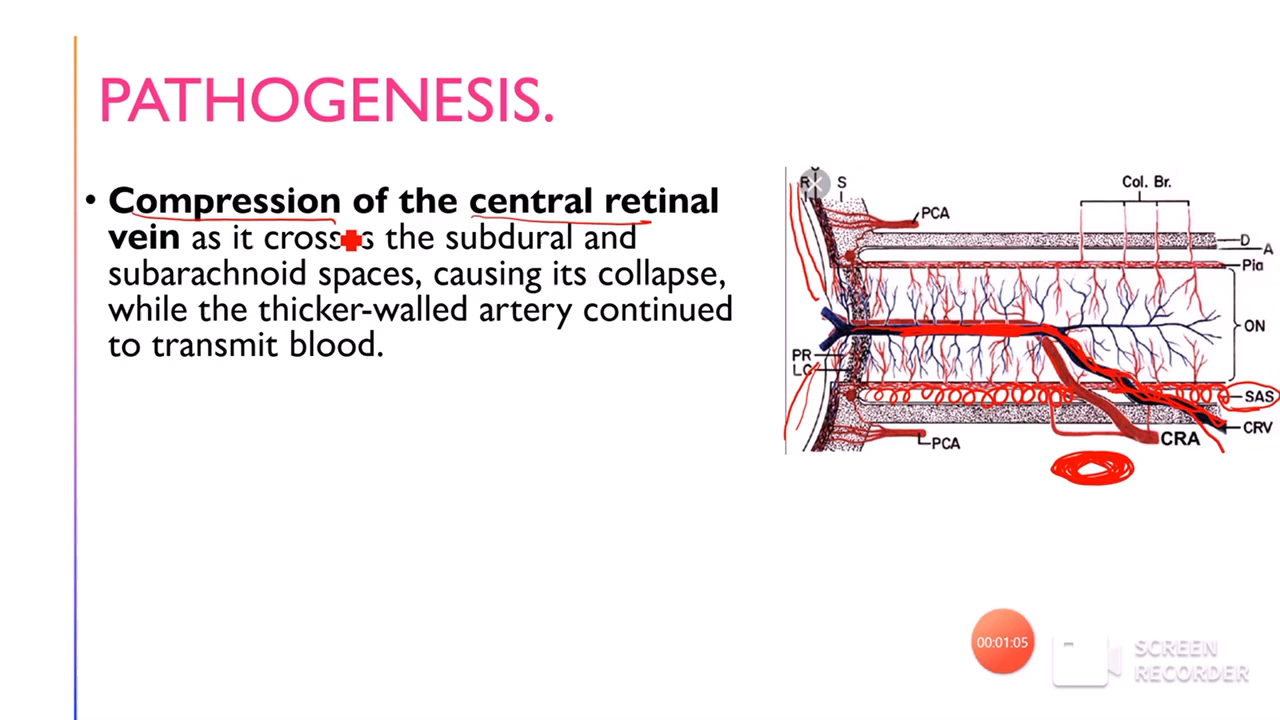 PATHOGENESIS.
• Compression of the central retinal
vein as it crosses the subdural and
subarachnoid spaces, causing its collapse,
while the thicker-walled artery continued
to transmit blood.
R S
Col. Br.
PCA
D
A
Pia
ON
PR
LC
SAS
CRV
PCA
CRA
00:01:05
SCREEN
RECORDER